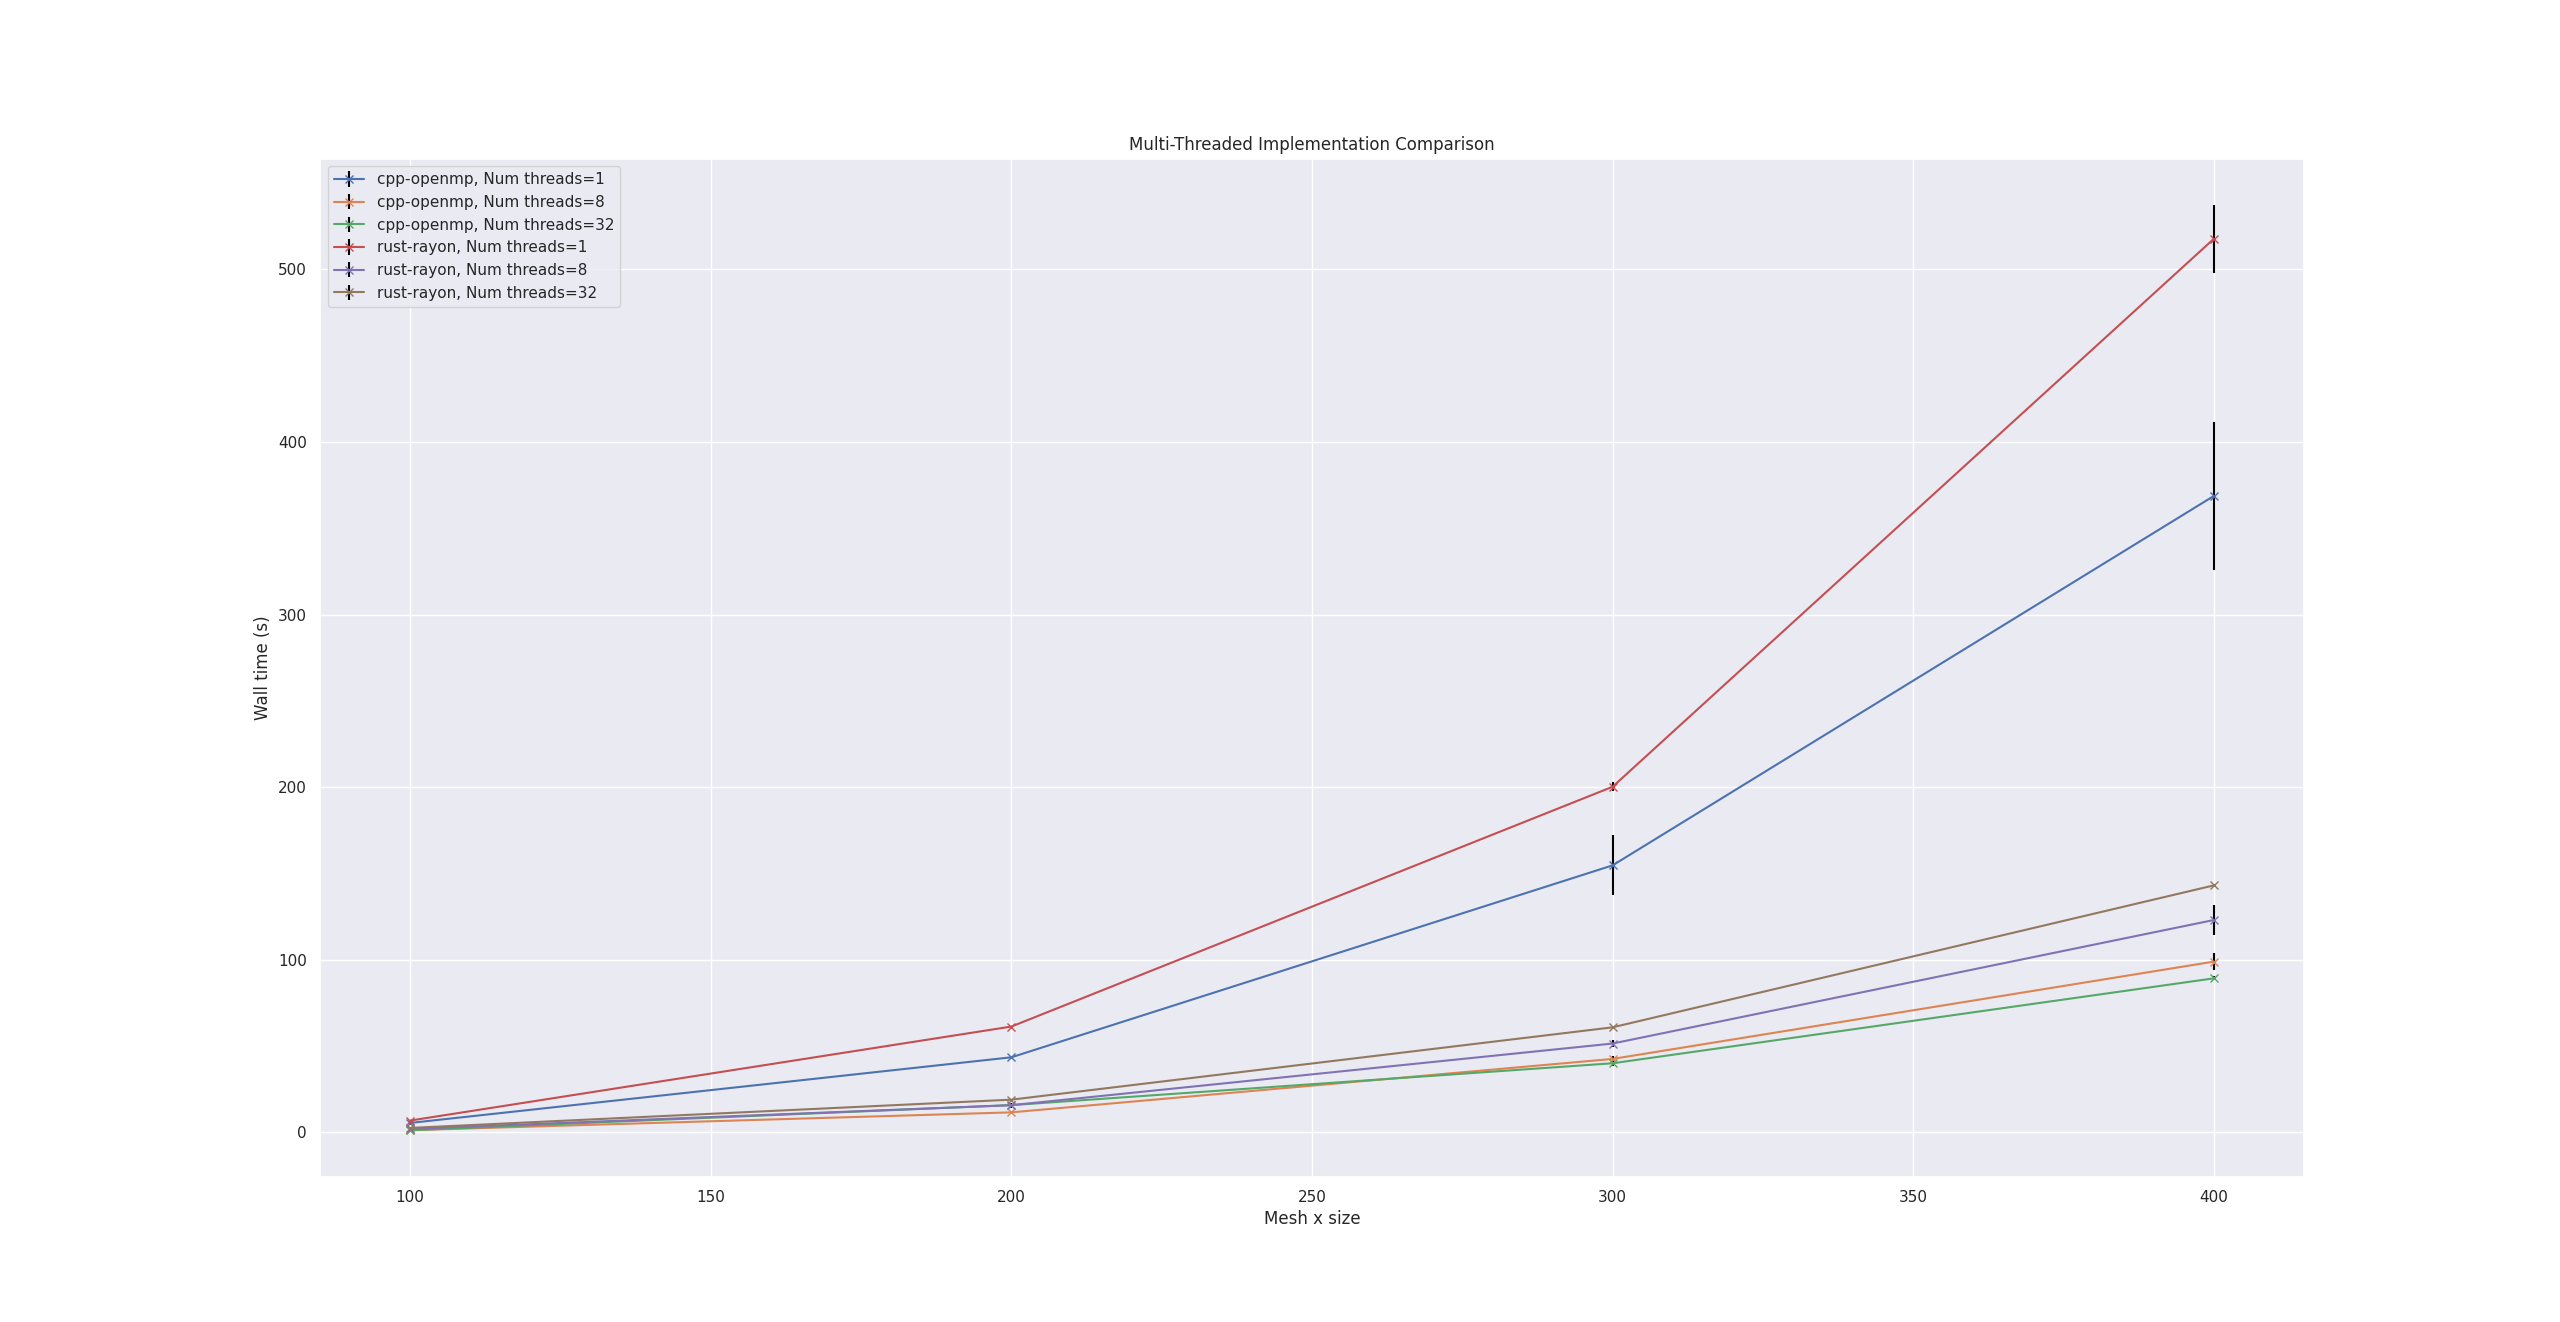 Multi-Threaded Implementation Comparison
cpp-openmp, Num threads=1
cpp-openmp, Num threads=8
cpp-openmp, Num threads=32
rust-rayon, Num threads=1
rust-rayon, Num threads=8
rust-rayon, Num threads=32
500
400
300
200
100
0
Wall time (s)
100 150 200 250 300 350 400
Mesh x size